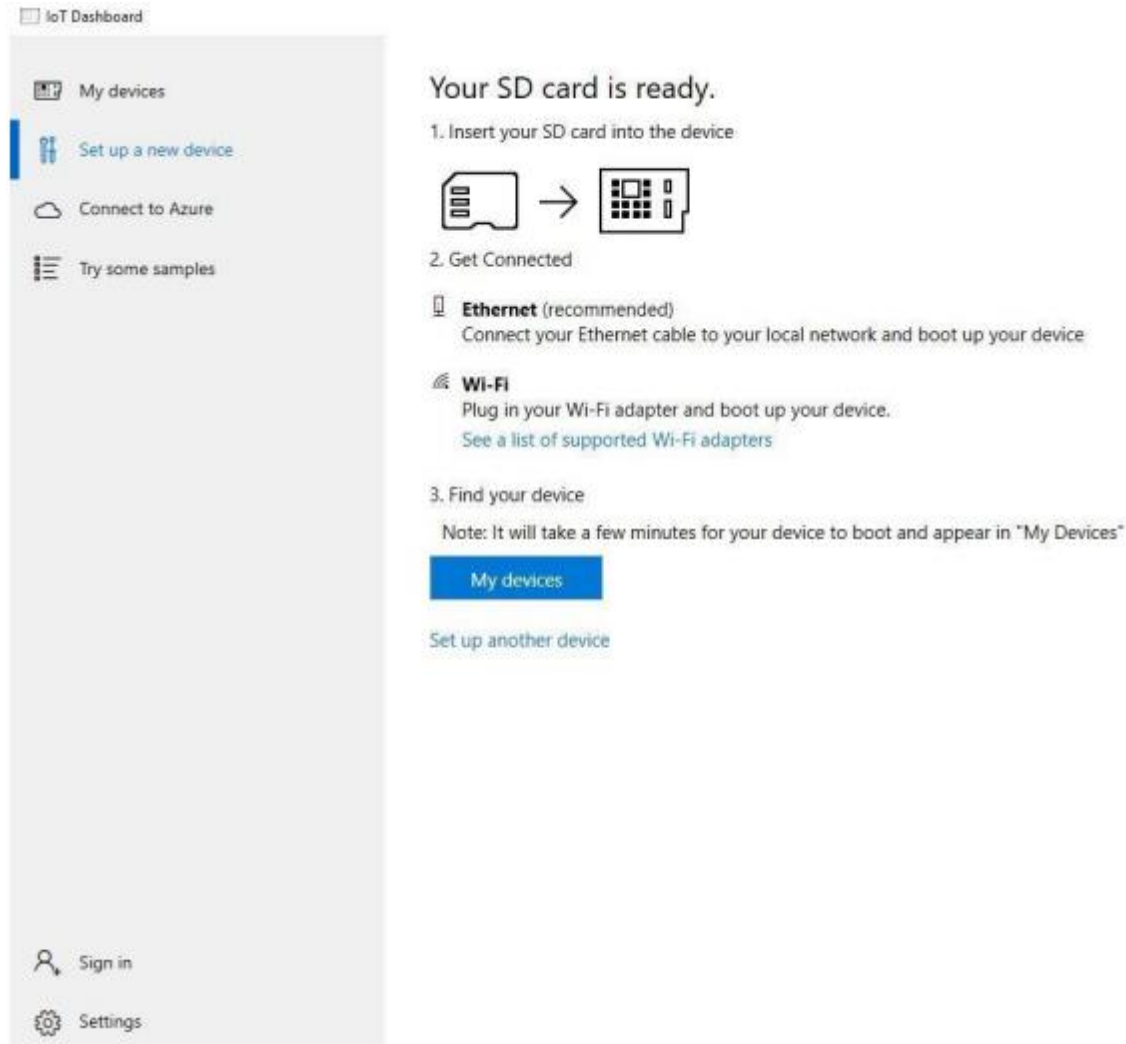 IoT Dashboard
My devices
Set up a new device
Connect to Azure
Try some samples
Sign in
Settings
Your SD card is ready.
1. Insert your SD card into the device
2. Get Connected
Ethernet (recommended)
Connect your Ethernet cable to your local network and boot up your device
Wi-Fi
Plug in your Wi-Fi adapter and boot up your device.
See a list of supported Wi-Fi adapters
3. Find your device
Note: It will take a few minutes for your device to boot and appear in "My Devices"
My devices
Set up another device